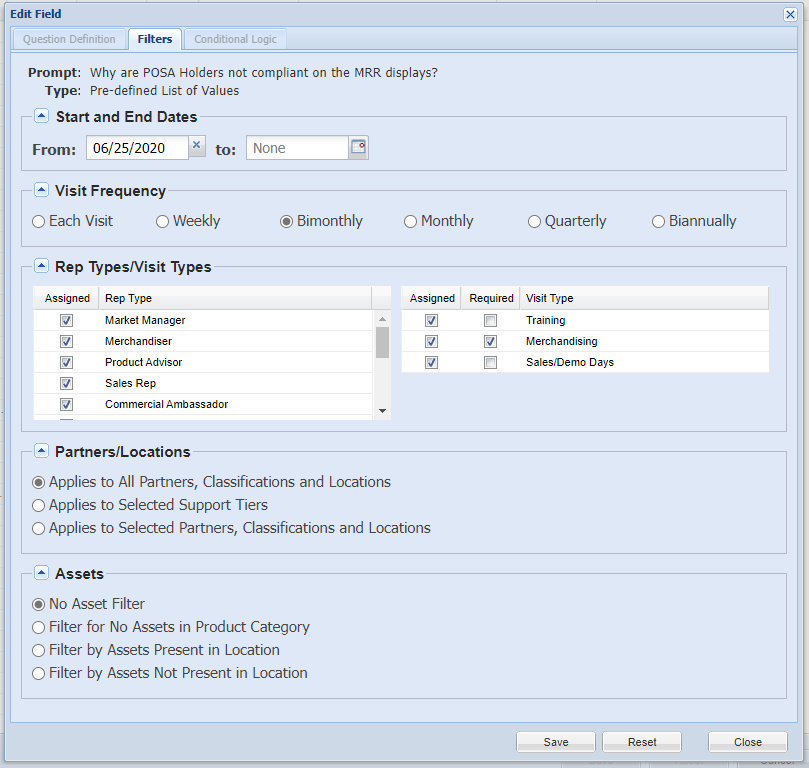 Edit Field
Question Definition Filters Conditional Logic
Prompt: Why are POSA Holders not compliant on the MRR displays?
Type: Pre-defined List of Values
Start and End Dates
From: 06/25/2020 to: None
Visit Frequency
Each Visit Weekly Bimonthly Monthly Quarterly Biannually
Rep Types/Visit Types
Assigned Rep Type Assigned Required Visit Type
Market Manager Training
Merchandiser Merchandising
Product Advisor Sales/Demo Days
Sales Rep
Commercial Ambassador
Partners/Locations
Applies to All Partners, Classifications and Locations
Applies to Selected Support Tiers
Applies to Selected Partners, Classifications and Locations
Assets
No Asset Filter
Filter for No Assets in Product Category
Filter by Assets Present in Location
Filter by Assets Not Present in Location
Save Reset Close